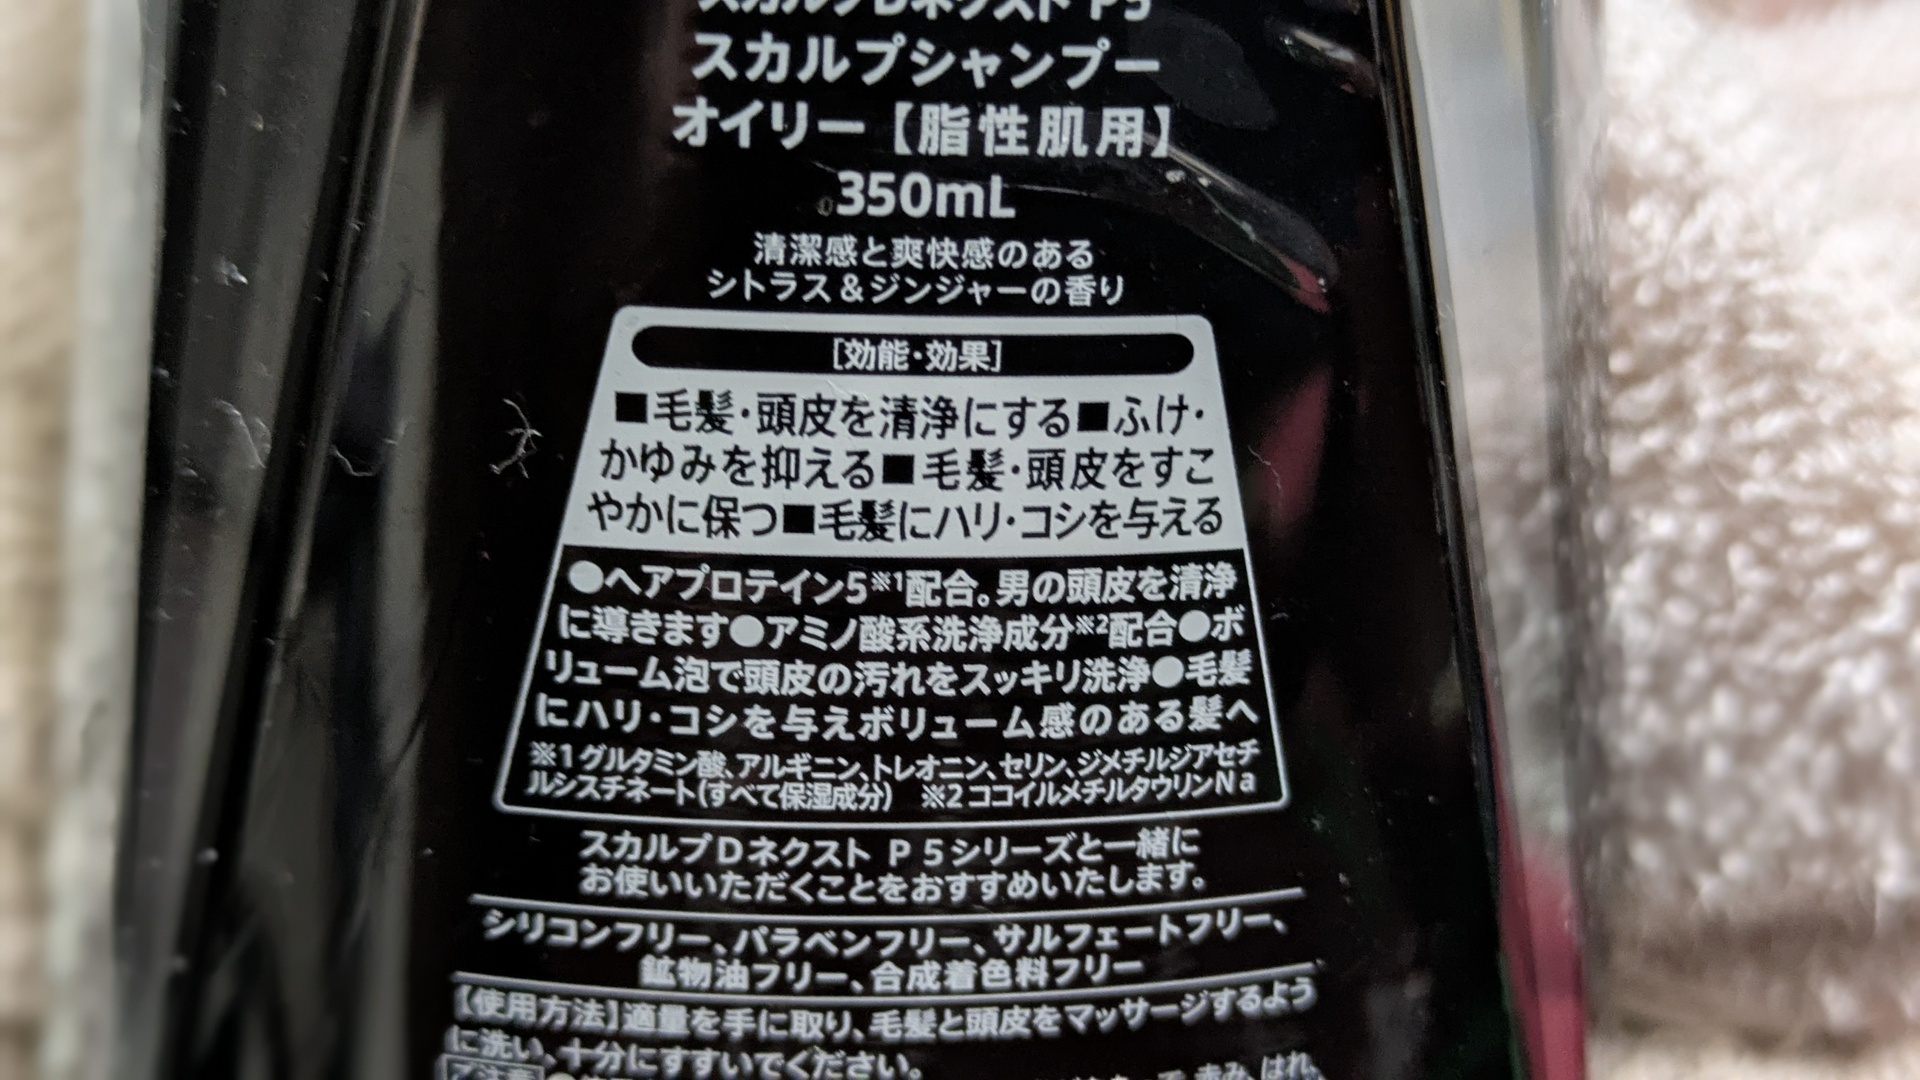 スカルプDネクスト P5
スカルプシャンプー
オイリー【脂性肌用】
350mL
清潔感と爽快感のある
シトラス&ジンジャーの香り
[効能・効果]
■毛髪・頭皮を清浄にする■ふけ・
かゆみを抑える■毛髪・頭皮をすこ
やかに保つ■毛髪にハリ・コシを与える
●ヘアプロテイン5※1配合。男の頭皮を清浄
に導きます●アミノ酸系洗浄成分※2配合●ボ
リューム泡で頭皮の汚れをスッキリ洗浄●毛髪
にハリ・コシを与えボリューム感のある髪へ
※1グルタミン酸、アルギニン、トレオニン、セリン、ジメチルジアセチ
ルシスチネート(すべて保湿成分) ※2ココイルメチルタウリンNa
スカルプDネクスト P5シリーズと一緒に
お使いいただくことをおすすめいたします。
シリコンフリー、パラベンフリー、サルフェートフリー、
鉱物油フリー、合成着色料フリー
【使用方法】適量を手に取り、毛髪と頭皮をマッサージするよう
に洗い、十分にすすいでください。
ご注意 赤み、はれ、